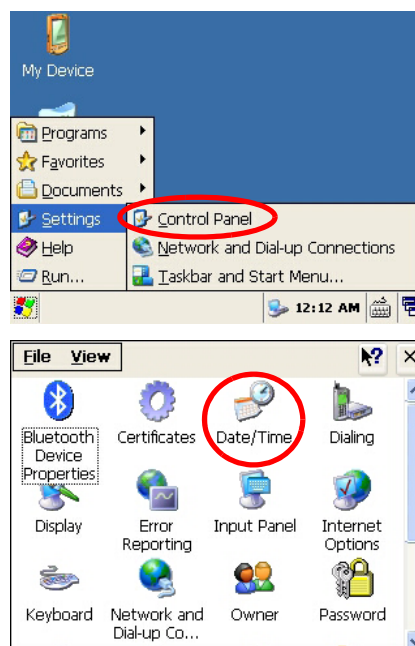 My Device
Programs
Favorites
Documents
Settings
Control Panel
Help
Network and Dial-up Connections
Run...
Taskbar and Start Menu...
12:12 AM
File View
?
Bluetooth Device Properties
Certificates
Date/Time
Dialing
Display
Error Reporting
Input Panel
Internet Options
Keyboard
Network and Dial-up Co...
Owner
Password